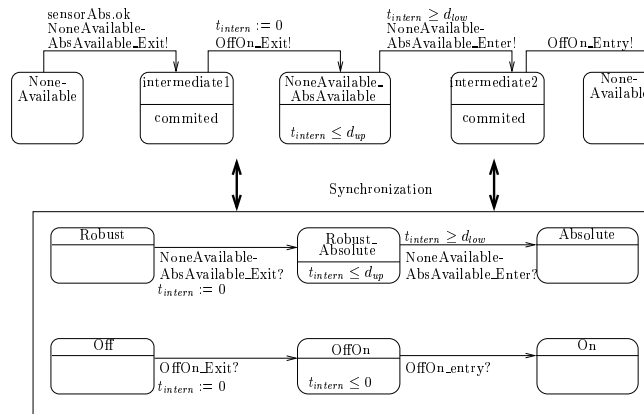 sensorAbs.ok
NoneAvailable-
AbsAvailable_Exit!
t_intern := 0
OffOn_Exit!
t_intern ≥ d_low
NoneAvailable-
AbsAvailable_Enter!
OffOn_Entry!
None-
Available
intermediate1
commited
NoneAvailable_
AbsAvailable
t_intern ≤ d_up
intermediate2
commited
None-
Available
Synchronization
Robust
NoneAvailable-
AbsAvailable_Exit?
t_intern := 0
Robust_
Absolute
t_intern ≤ d_up
t_intern ≥ d_low
NoneAvailable-
AbsAvailable_Enter?
Absolute
Off
OffOn_Exit?
t_intern := 0
OffOn
t_intern ≤ 0
OffOn_entry?
On